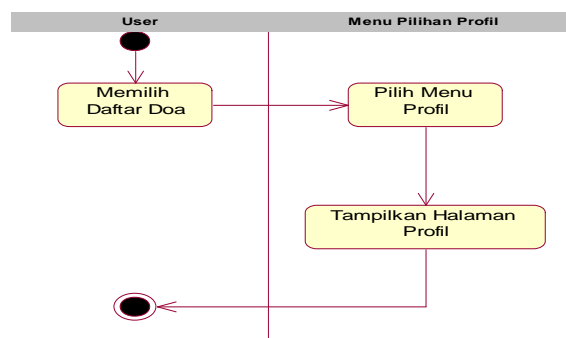 User
Menu Pilihan Profil
Memilih
Daftar Doa
Pilih Menu
Profil
Tampilkan Halaman
Profil